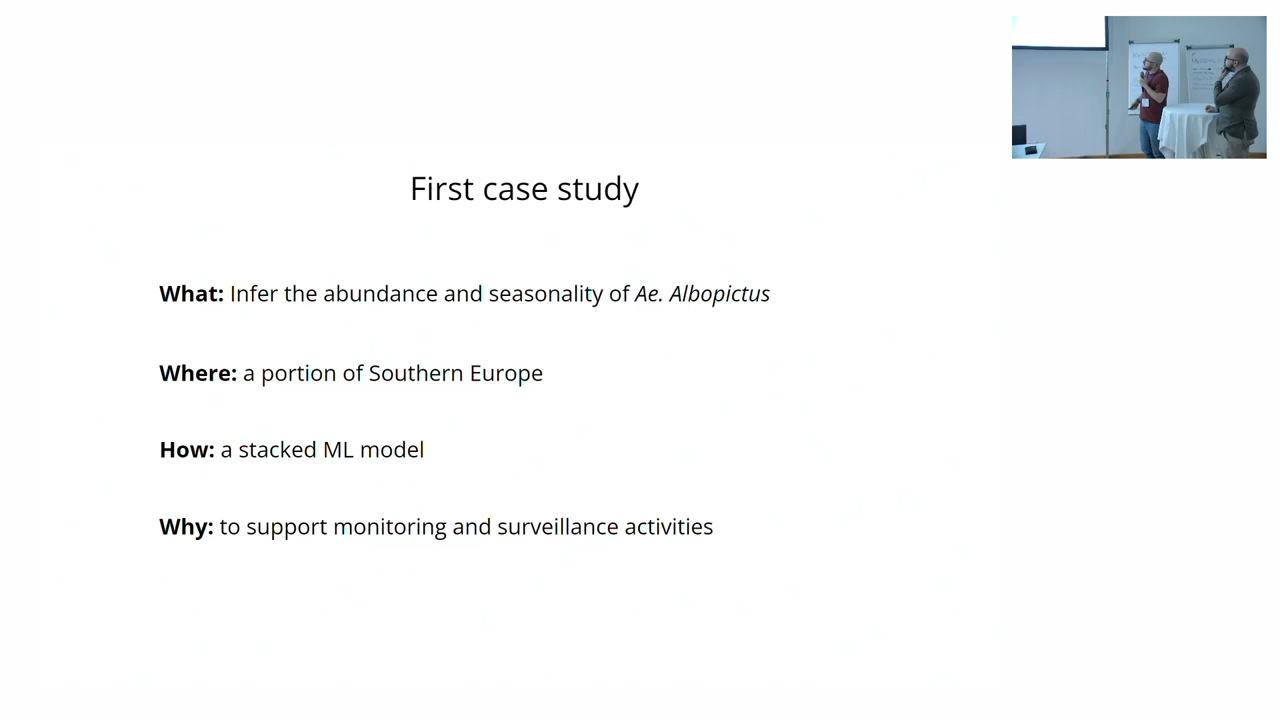 First case study
What: Infer the abundance and seasonality of Ae. Albopictus
Where: a portion of Southern Europe
How: a stacked ML model
Why: to support monitoring and surveillance activities